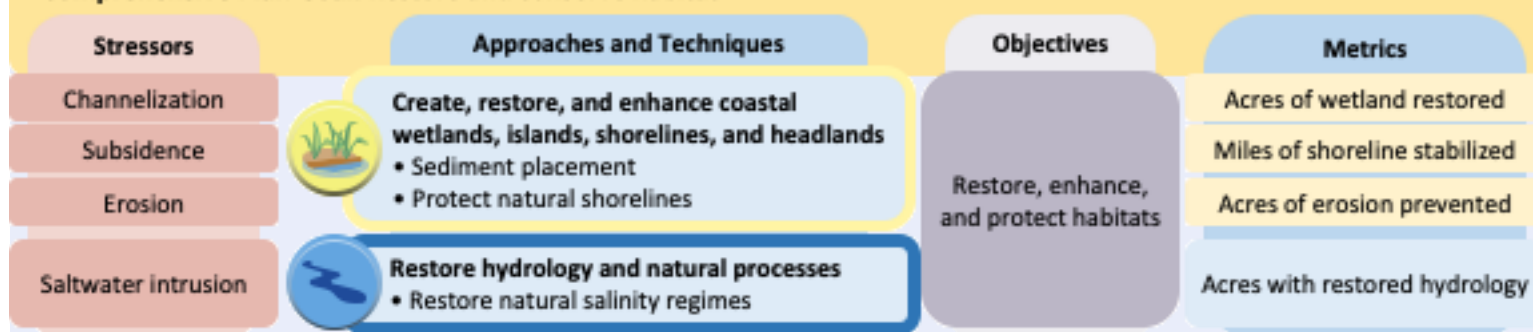 Stressors
Approaches and Techniques
Objectives
Metrics
Channelization
Subsidence
Erosion
Saltwater intrusion
Create, restore, and enhance coastal
wetlands, islands, shorelines, and headlands
• Sediment placement
• Protect natural shorelines
Restore hydrology and natural processes
• Restore natural salinity regimes
Restore, enhance,
and protect habitats
Acres of wetland restored
Miles of shoreline stabilized
Acres of erosion prevented
Acres with restored hydrology